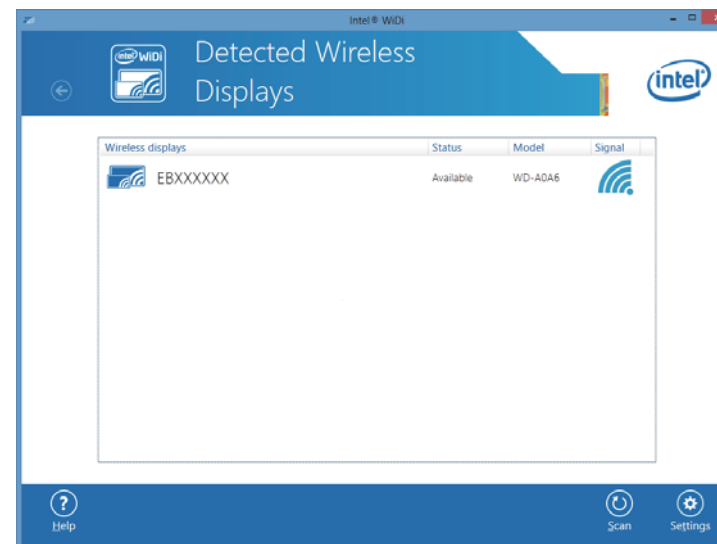 Intel® WiDi
intel WiDi
Detected Wireless
Displays
intel
Wireless displays Status Model Signal
EBXXXXXX Available WD-A0A6
?
Help
Scan
Settings